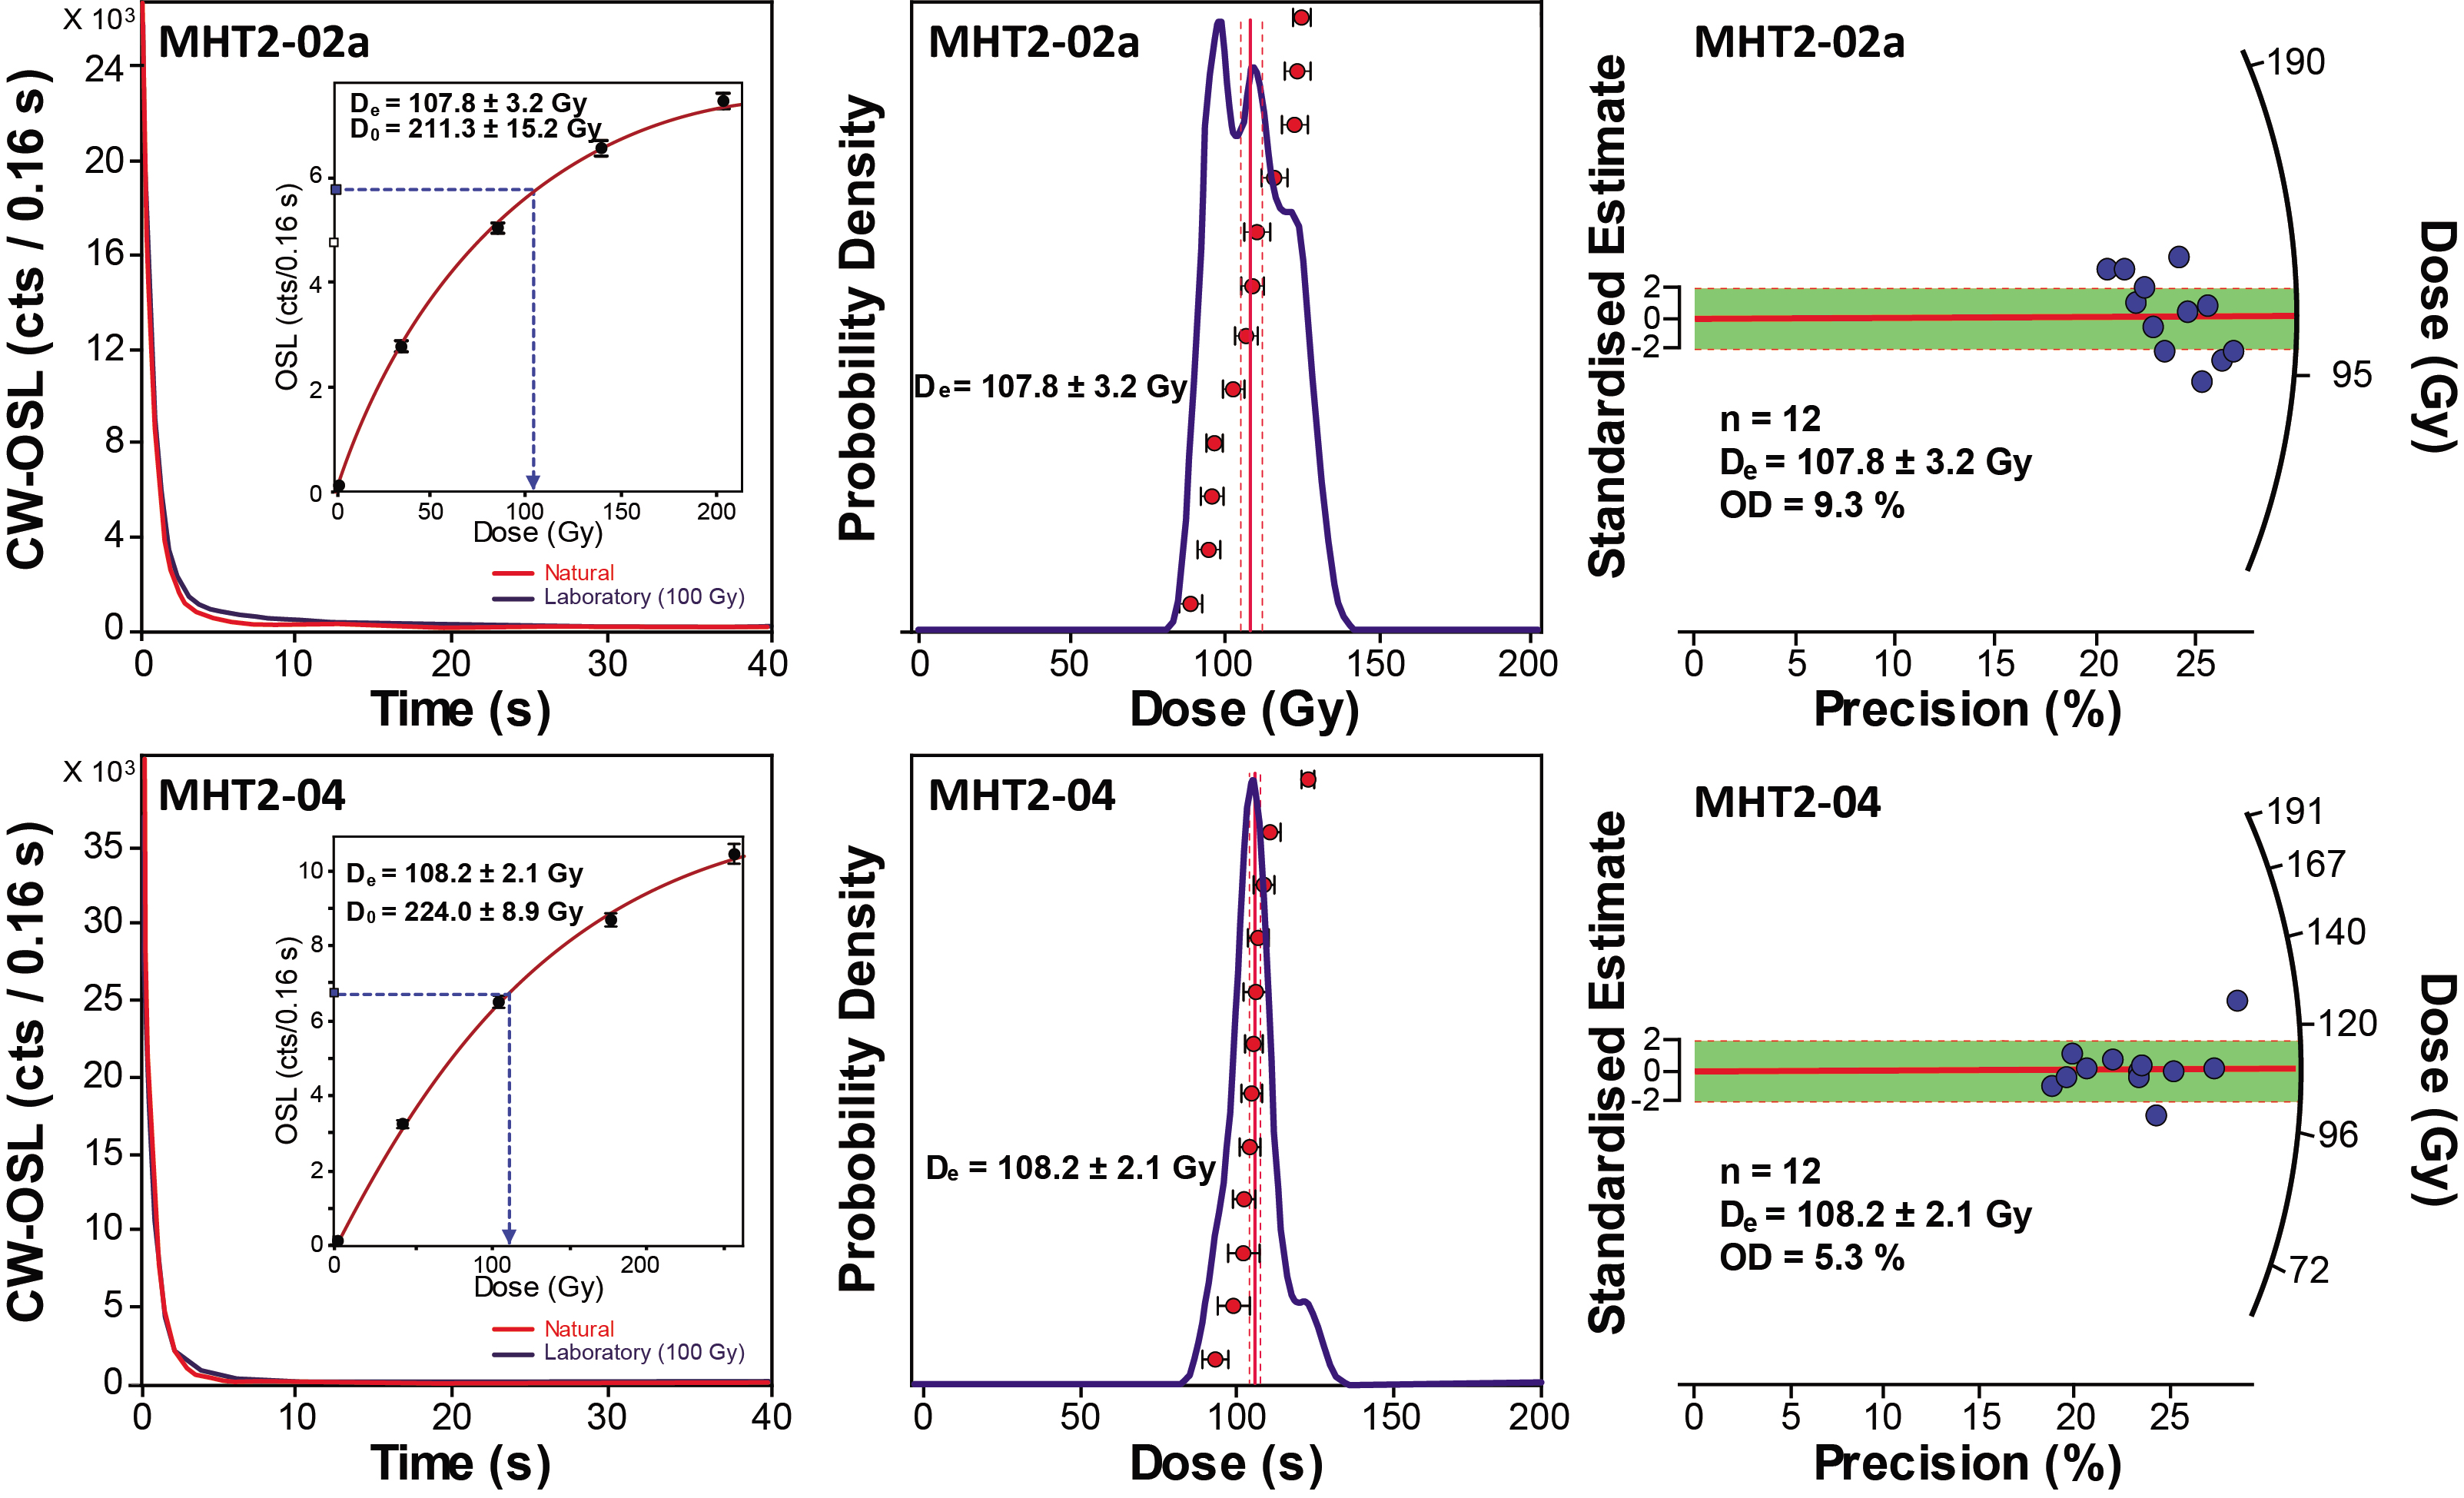 X 10³
MHT2-02a
CW-OSL (cts / 0.16 s)
24
20
16
12
8
4
0
0 10 20 30 40
Time (s)
De = 107.8 ± 3.2 Gy
D0 = 211.3 ± 15.2 Gy
OSL (cts/0.16 s)
6
4
2
0
0 50 100 150 200
Dose (Gy)
Natural
Laboratory (100 Gy)
MHT2-02a
Probobility Density
De = 107.8 ± 3.2 Gy
0 50 100 150 200
Dose (Gy)
MHT2-02a
Standardised Estimate
2
0
-2
190
95
Dose (Gy)
n = 12
De = 107.8 ± 3.2 Gy
OD = 9.3 %
0 5 10 15 20 25
Precision (%)
X 10³
MHT2-04
CW-OSL (cts / 0.16 s)
35
30
25
20
15
10
5
0
0 10 20 30 40
Time (s)
De = 108.2 ± 2.1 Gy
D0 = 224.0 ± 8.9 Gy
OSL (cts/0.16 s)
10
8
6
4
2
0
0 100 200
Dose (Gy)
Natural
Laboratory (100 Gy)
MHT2-04
Probobility Density
De = 108.2 ± 2.1 Gy
0 50 100 150 200
Dose (s)
MHT2-04
Standardised Estimate
2
0
-2
191
167
140
120
96
72
Dose (Gy)
n = 12
De = 108.2 ± 2.1 Gy
OD = 5.3 %
0 5 10 15 20 25
Precision (%)